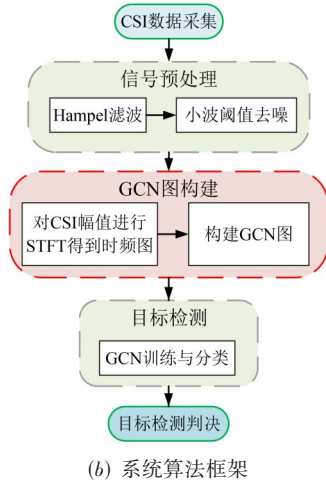 CSI数据采集
信号预处理
Hampel滤波
小波阈值去噪
GCN图构建
对CSI幅值进行
STFT得到时频图
构建GCN图
目标检测
GCN训练与分类
目标检测判决
(b) 系统算法框架